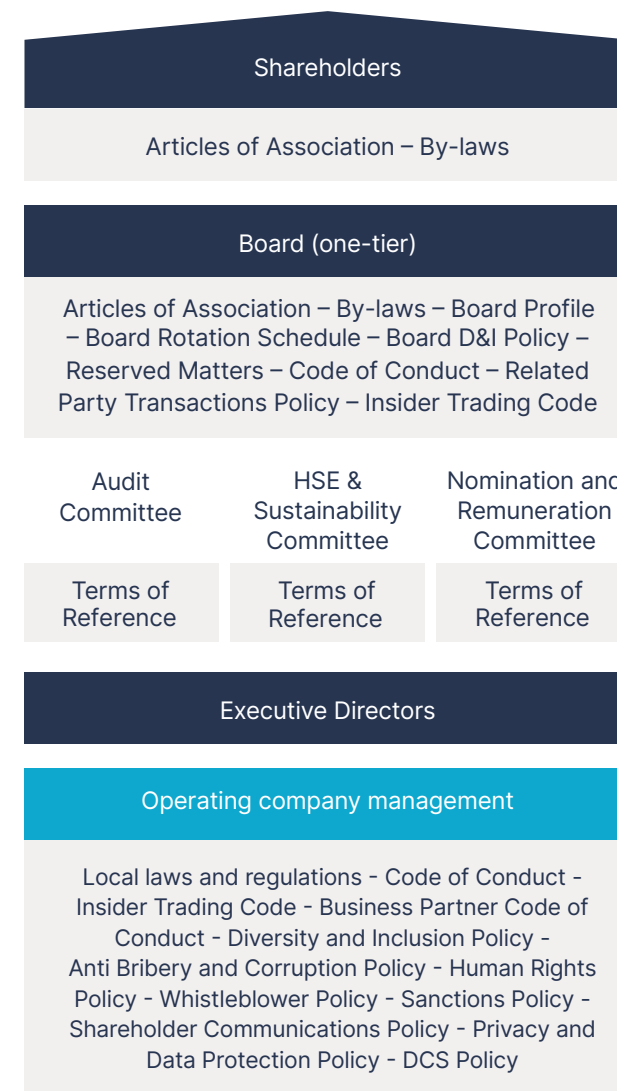 Shareholders
Articles of Association – By-laws
Board (one-tier)
Articles of Association – By-laws – Board Profile
– Board Rotation Schedule – Board D&I Policy –
Reserved Matters – Code of Conduct – Related
Party Transactions Policy – Insider Trading Code
Audit
Committee
HSE &
Sustainability
Committee
Nomination and
Remuneration
Committee
Terms of
Reference
Terms of
Reference
Terms of
Reference
Executive Directors
Operating company management
Local laws and regulations - Code of Conduct -
Insider Trading Code - Business Partner Code of
Conduct - Diversity and Inclusion Policy -
Anti Bribery and Corruption Policy - Human Rights
Policy - Whistleblower Policy - Sanctions Policy -
Shareholder Communications Policy - Privacy and
Data Protection Policy - DCS Policy